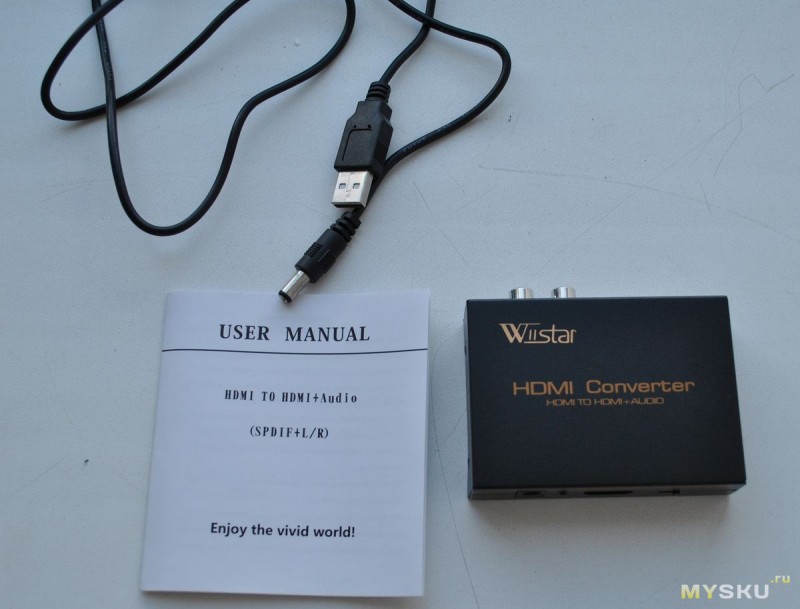 USER MANUAL
HDMI TO HDMI+Audio
(SPDIF+L/R)
Enjoy the vivid world!
Wiistar
HDMI Converter
HDMI TO HDMI+AUDIO
MYSKU.ru